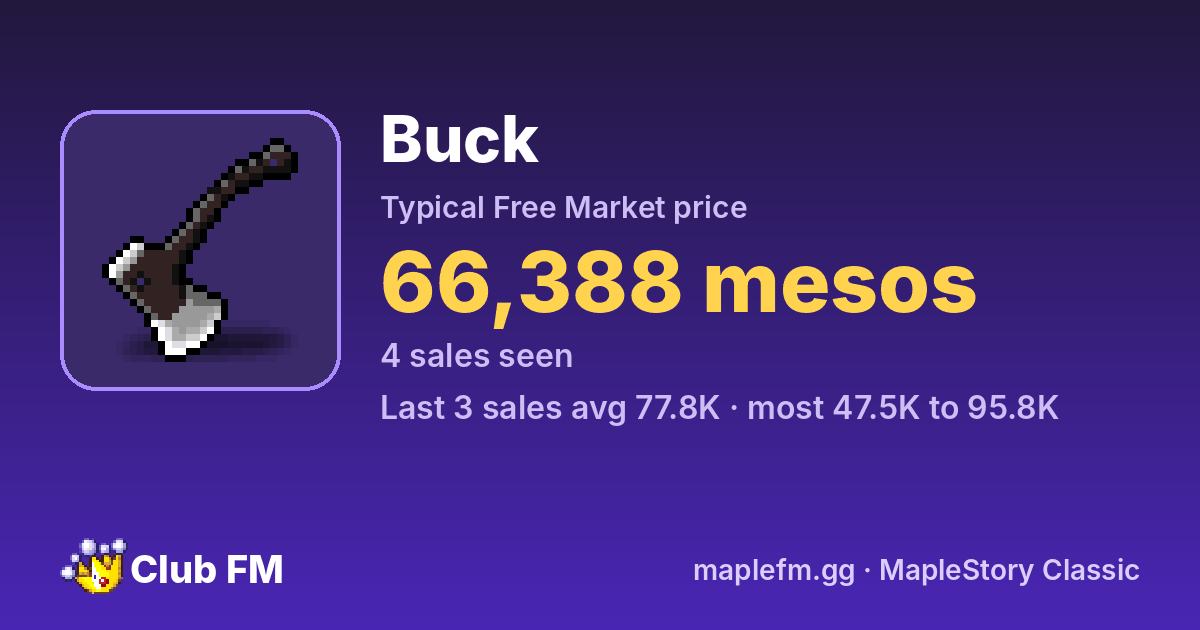 Buck
Typical Free Market price
66,388 mesos
4 sales seen
Last 3 sales avg 77.8K · most 47.5K to 95.8K
Club FM
maplefm.gg · MapleStory Classic